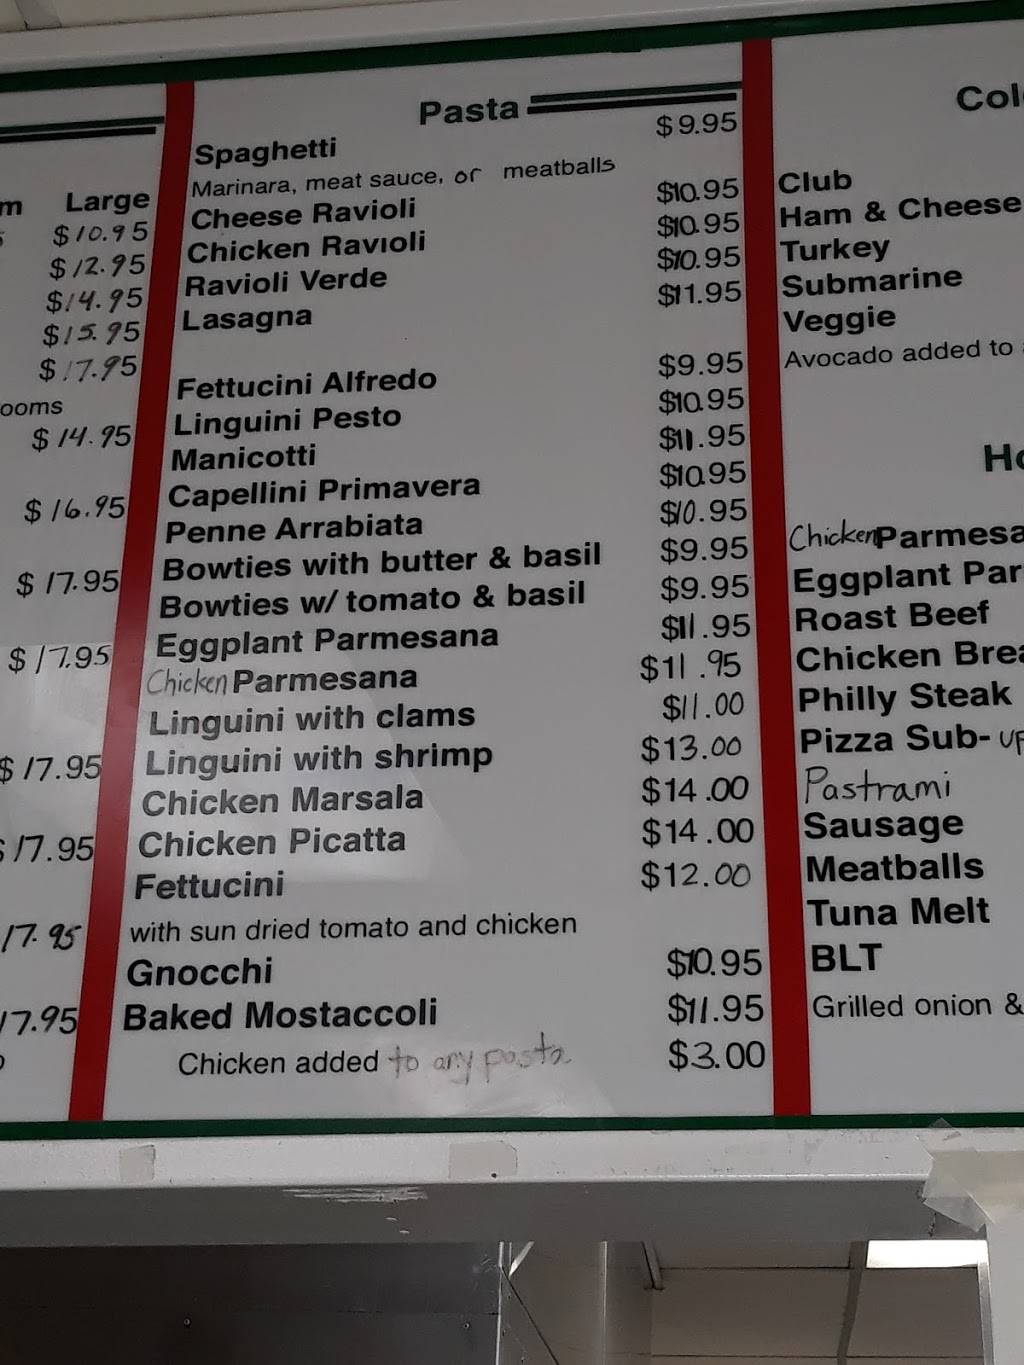 m Large
$10.95
$12.95
$14.95
$15.95
$17.95
ooms
$14.95
$16.95
$17.95
$17.95
$17.95
$17.95
17.95
17.95
Pasta
Spaghetti $9.95
Marinara, meat sauce, or meatballs
Cheese Ravioli $10.95
Chicken Ravioli $10.95
Ravioli Verde $10.95
Lasagna $11.95
Fettucini Alfredo $9.95
Linguini Pesto $10.95
Manicotti $11.95
Capellini Primavera $10.95
Penne Arrabiata $10.95
Bowties with butter & basil $9.95
Bowties w/ tomato & basil $9.95
Eggplant Parmesana $11.95
Chicken Parmesana $11.95
Linguini with clams $11.00
Linguini with shrimp $13.00
Chicken Marsala $14.00
Chicken Picatta $14.00
Fettucini $12.00
with sun dried tomato and chicken
Gnocchi $10.95
Baked Mostaccoli $11.95
Chicken added to any pasta $3.00
Col
Club
Ham & Cheese
Turkey
Submarine
Veggie
Avocado added to
Ho
Chicken Parmesa
Eggplant Par
Roast Beef
Chicken Brea
Philly Steak
Pizza Sub- up
Pastrami
Sausage
Meatballs
Tuna Melt
BLT
Grilled onion &